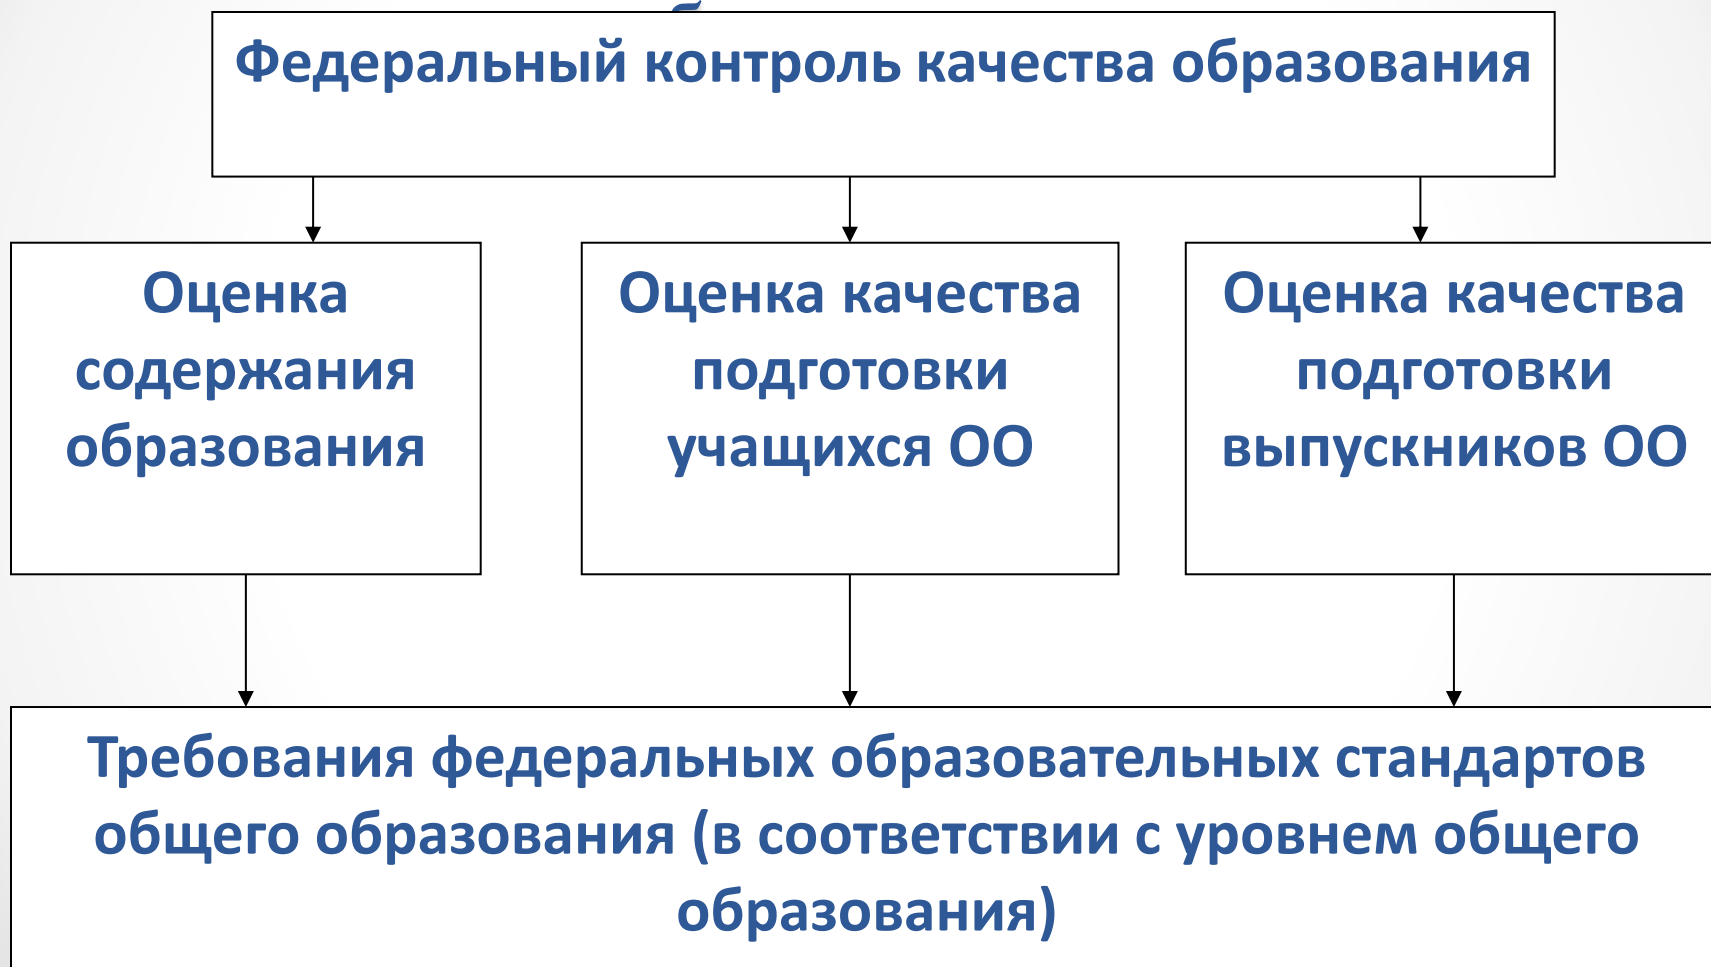 Федеральный контроль качества образования
Оценка
содержания
образования
Оценка качества
подготовки
учащихся ОО
Оценка качества
подготовки
выпускников ОО
Требования федеральных образовательных стандартов
общего образования (в соответствии с уровнем общего
образования)